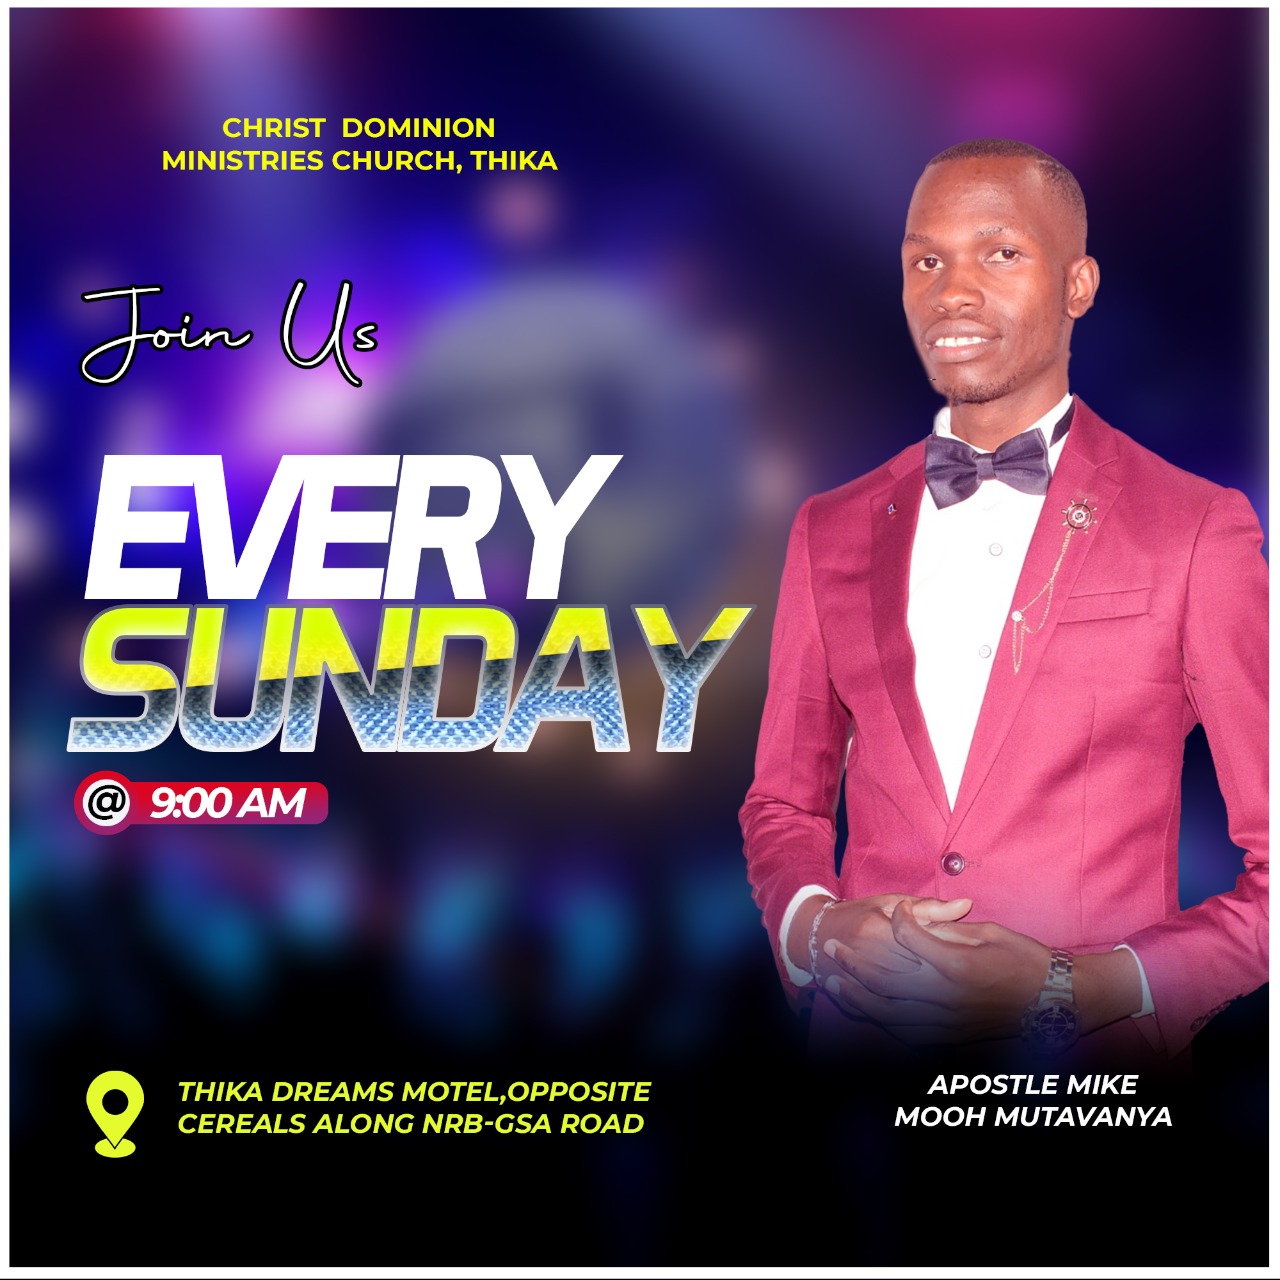 CHRIST DOMINION
MINISTRIES CHURCH, THIKA
Join Us
EVERY
SUNDAY
@ 9:00 AM
THIKA DREAMS MOTEL,OPPOSITE
CEREALS ALONG NRB-GSA ROAD
APOSTLE MIKE
MOOH MUTAVANYA